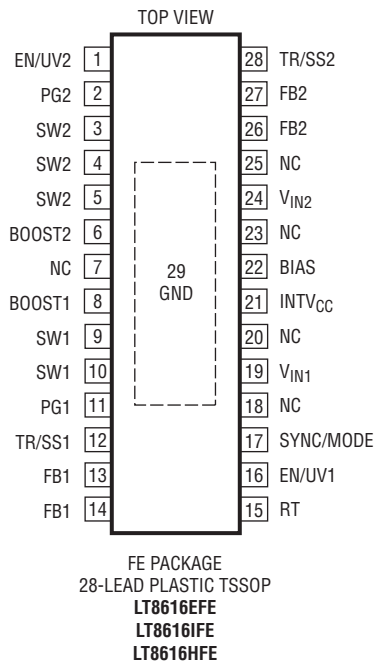 TOP VIEW
EN/UV2 1 28 TR/SS2
PG2 2 27 FB2
SW2 3 26 FB2
SW2 4 25 NC
SW2 5 24 VIN2
BOOST2 6 23 NC
NC 7 22 BIAS
BOOST1 8 21 INTVCC
SW1 9 20 NC
SW1 10 19 VIN1
PG1 11 18 NC
TR/SS1 12 17 SYNC/MODE
FB1 13 16 EN/UV1
FB1 14 15 RT
29
GND
FE PACKAGE
28-LEAD PLASTIC TSSOP
LT8616EFE
LT8616IFE
LT8616HFE